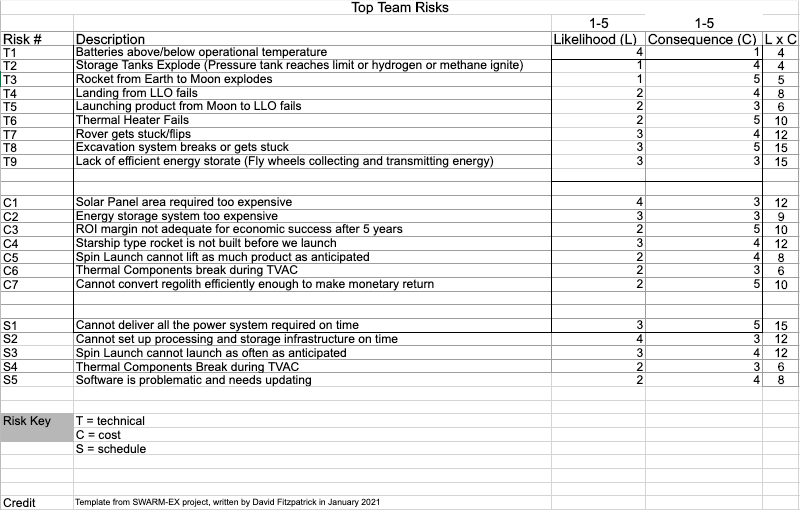 Top Team Risks
1-5 1-5
Risk # Description Likelihood (L) Consequence (C) L x C
T1 Batteries above/below operational temperature 4 1 4
T2 Storage Tanks Explode (Pressure tank reaches limit or hydrogen or methane ignite) 1 4 4
T3 Rocket from Earth to Moon explodes 1 5 5
T4 Landing from LLO fails 2 4 8
T5 Launching product from Moon to LLO fails 2 3 6
T6 Thermal Heater Fails 2 5 10
T7 Rover gets stuck/flips 3 4 12
T8 Excavation system breaks or gets stuck 3 5 15
T9 Lack of efficient energy storate (Fly wheels collecting and transmitting energy) 3 3 15
C1 Solar Panel area required too expensive 4 3 12
C2 Energy storage system too expensive 3 3 9
C3 ROI margin not adequate for economic success after 5 years 2 5 10
C4 Starship type rocket is not built before we launch 3 4 12
C5 Spin Launch cannot lift as much product as anticipated 2 4 8
C6 Thermal Components break during TVAC 2 3 6
C7 Cannot convert regolith efficiently enough to make monetary return 2 5 10
S1 Cannot deliver all the power system required on time 3 5 15
S2 Cannot set up processing and storage infrastructure on time 4 3 12
S3 Spin Launch cannot launch as often as anticipated 3 4 12
S4 Thermal Components Break during TVAC 2 3 6
S5 Software is problematic and needs updating 2 4 8
Risk Key T = technical
C = cost
S = schedule
Credit Template from SWARM-EX project, written by David Fitzpatrick in January 2021